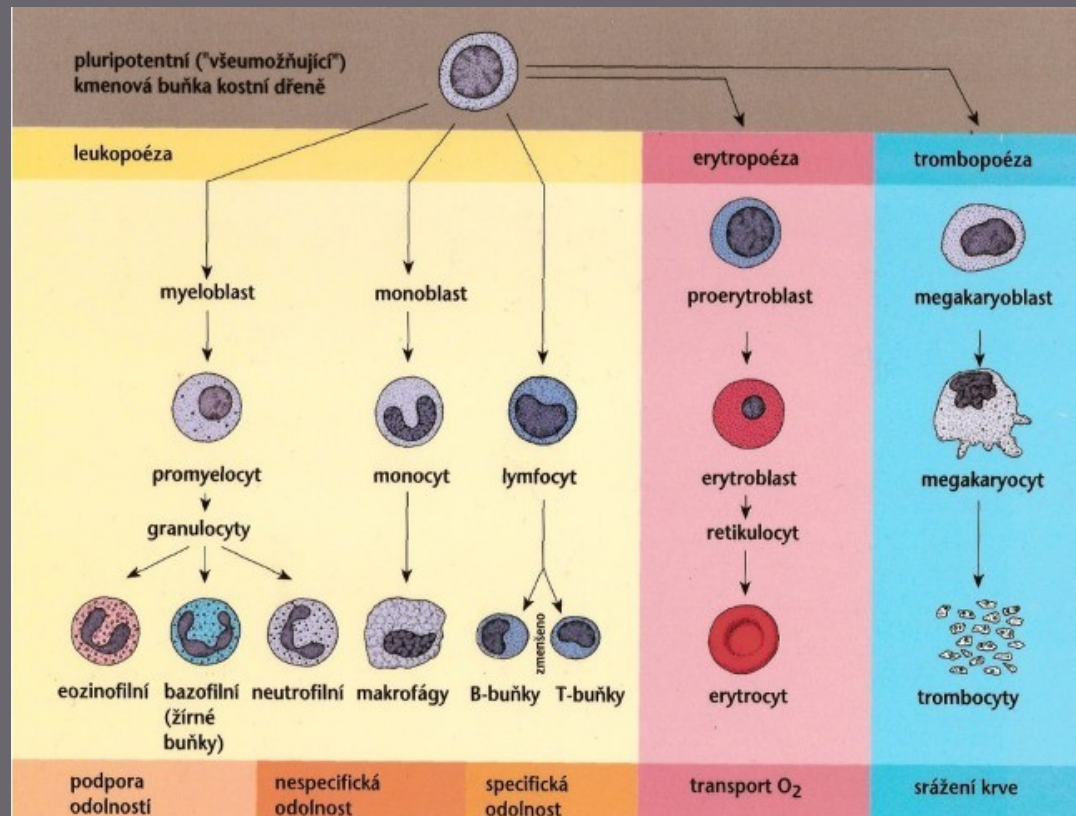 pluripotentní ("všeumožňující")
kmenová buňka kostní dřeně
leukopoéza
erytropoéza
trombopoéza
myeloblast
monoblast
proerytroblast
megakaryoblast
promyelocyt
monocyt
lymfocyt
erytroblast
megakaryocyt
granulocyty
retikulocyt
zmenšeno
eozinofilní
bazofilní
(žírné
buňky)
neutrofilní
makrofágy
B-buňky
T-buňky
erytrocyt
trombocyty
podpora
odolností
nespecifická
odolnost
specifická
odolnost
transport O₂
srážení krve